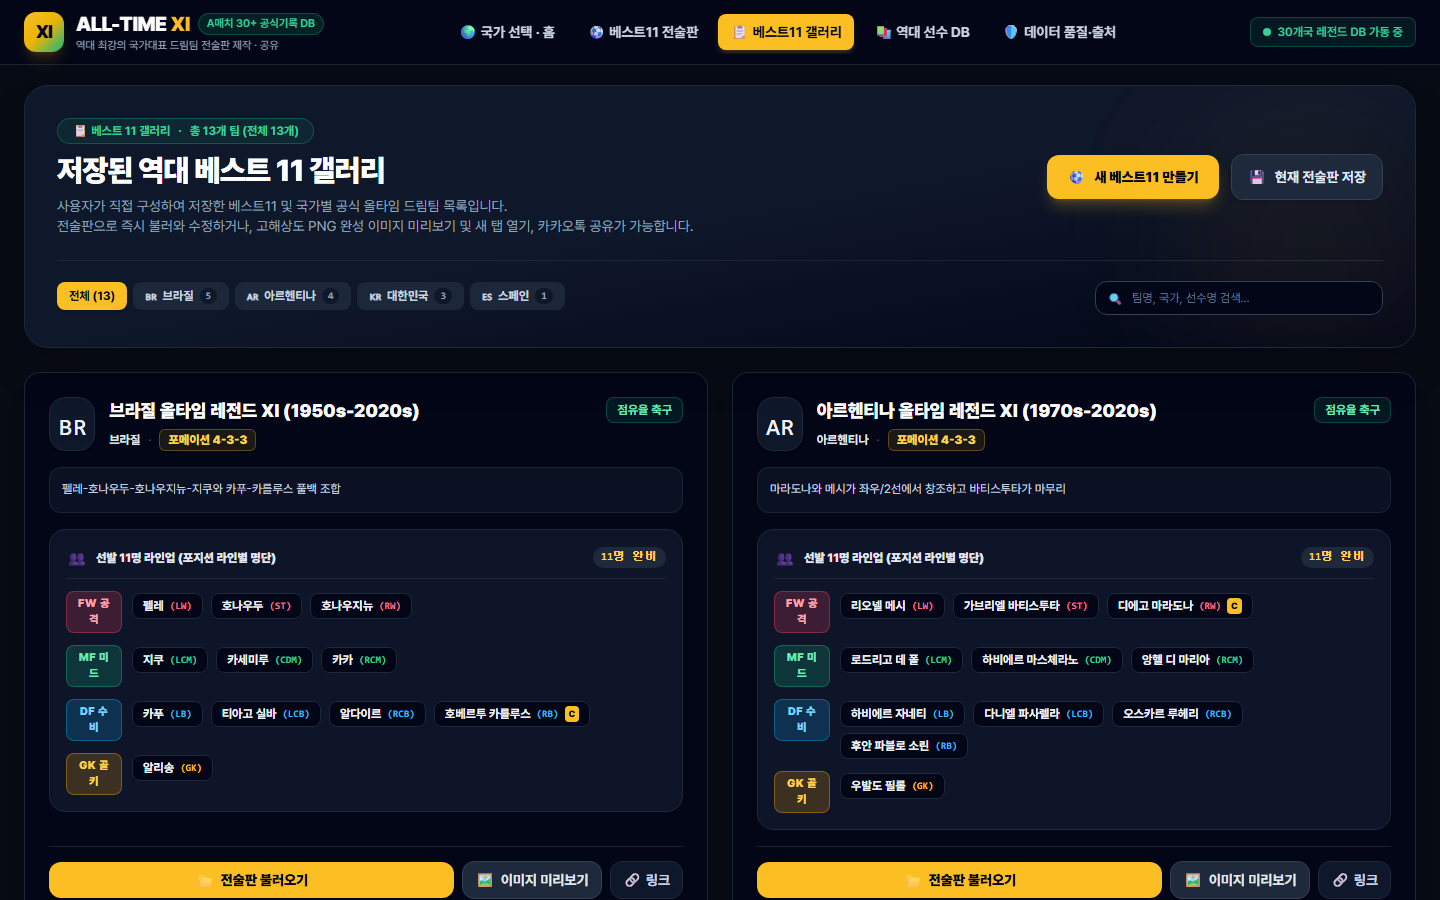 XI
ALL-TIME XI
A매치 30+ 공식기록 DB
역대 최강의 국가대표 드림팀 전술판 제작 · 공유
국가 선택 · 홈
베스트11 전술판
베스트11 갤러리
역대 선수 DB
데이터 품질·출처
30개국 레전드 DB 가동 중
베스트 11 갤러리 · 총 13개 팀 (전체 13개)
저장된 역대 베스트 11 갤러리
사용자가 직접 구성하여 저장한 베스트11 및 국가별 공식 올타임 드림팀 목록입니다.
전술판으로 즉시 불러와 수정하거나, 고해상도 PNG 완성 이미지 미리보기 및 새 탭 열기, 카카오톡 공유가 가능합니다.
새 베스트11 만들기
현재 전술판 저장
전체 (13)
BR 브라질 5
AR 아르헨티나 4
KR 대한민국 3
ES 스페인 1
팀명, 국가, 선수명 검색...
BR
브라질 올타임 레전드 XI (1950s-2020s)
점유율 축구
브라질 · 포메이션 4-3-3
펠레-호나우두-호나우지뉴-지쿠와 카푸-카를루스 풀백 조합
선발 11명 라인업 (포지션 라인별 명단)
11명 완비
FW 공
격
펠레 (LW)
호나우두 (ST)
호나우지뉴 (RW)
MF 미
드
지쿠 (LCM)
카세미루 (CDM)
카카 (RCM)
DF 수
비
카푸 (LB)
티아고 실바 (LCB)
알다이르 (RCB)
호베르투 카를루스 (RB) C
GK 골
키
알리송 (GK)
전술판 불러오기
이미지 미리보기
링크
AR
아르헨티나 올타임 레전드 XI (1970s-2020s)
점유율 축구
아르헨티나 · 포메이션 4-3-3
마라도나와 메시가 좌우/2선에서 창조하고 바티스투타가 마무리
선발 11명 라인업 (포지션 라인별 명단)
11명 완비
FW 공
격
리오넬 메시 (LW)
가브리엘 바티스투타 (ST)
디에고 마라도나 (RW) C
MF 미
드
로드리고 데 폴 (LCM)
하비에르 마스체라노 (CDM)
앙헬 디 마리아 (RCM)
DF 수
비
하비에르 자네티 (LB)
다니엘 파사렐라 (LCB)
오스카르 루헤리 (RCB)
후안 파블로 소린 (RB)
GK 골
키
우발도 필롤 (GK)
전술판 불러오기
이미지 미리보기
링크